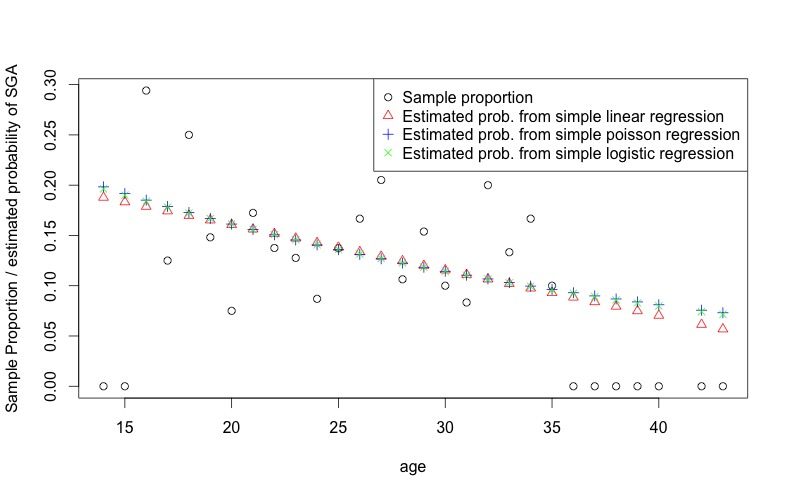 Sample Proportion / estimated probability of SGA
0.30
0.25
0.20
0.15
0.10
0.05
0.00
Sample proportion
Estimated prob. from simple linear regression
Estimated prob. from simple poisson regression
Estimated prob. from simple logistic regression
15 20 25 30 35 40
age